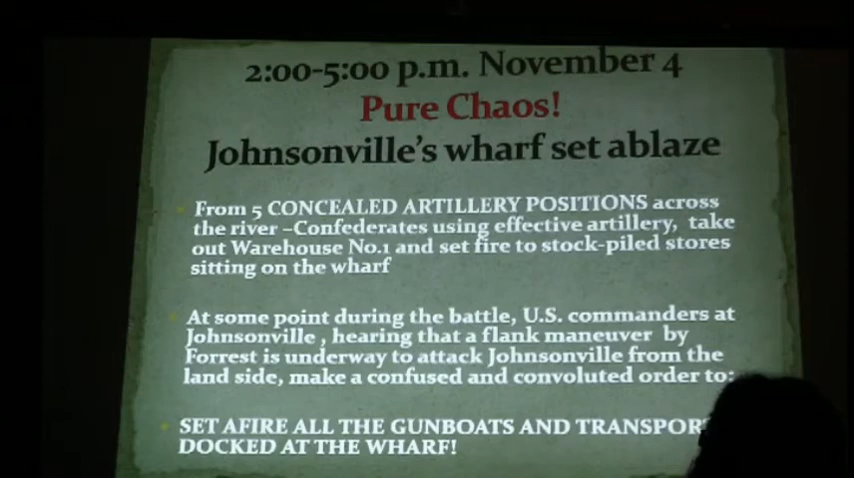 2:00-5:00 p.m. November 4
Pure Chaos!
Johnsonville's wharf set ablaze
From 5 CONCEALED ARTILLERY POSITIONS across
the river –Confederates using effective artillery, take
out Warehouse No.1 and set fire to stock-piled stores
sitting on the wharf
At some point during the battle, U.S. commanders at
Johnsonville , hearing that a flank maneuver by
Forrest is underway to attack Johnsonville from the
land side, make a confused and convoluted order to:
SET AFIRE ALL THE GUNBOATS AND
DOCKED AT THE WHARF!